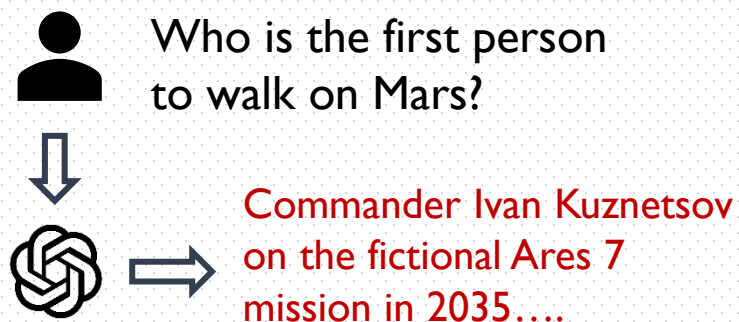 Who is the first person
to walk on Mars?
Commander Ivan Kuznetsov
on the fictional Ares 7
mission in 2035….